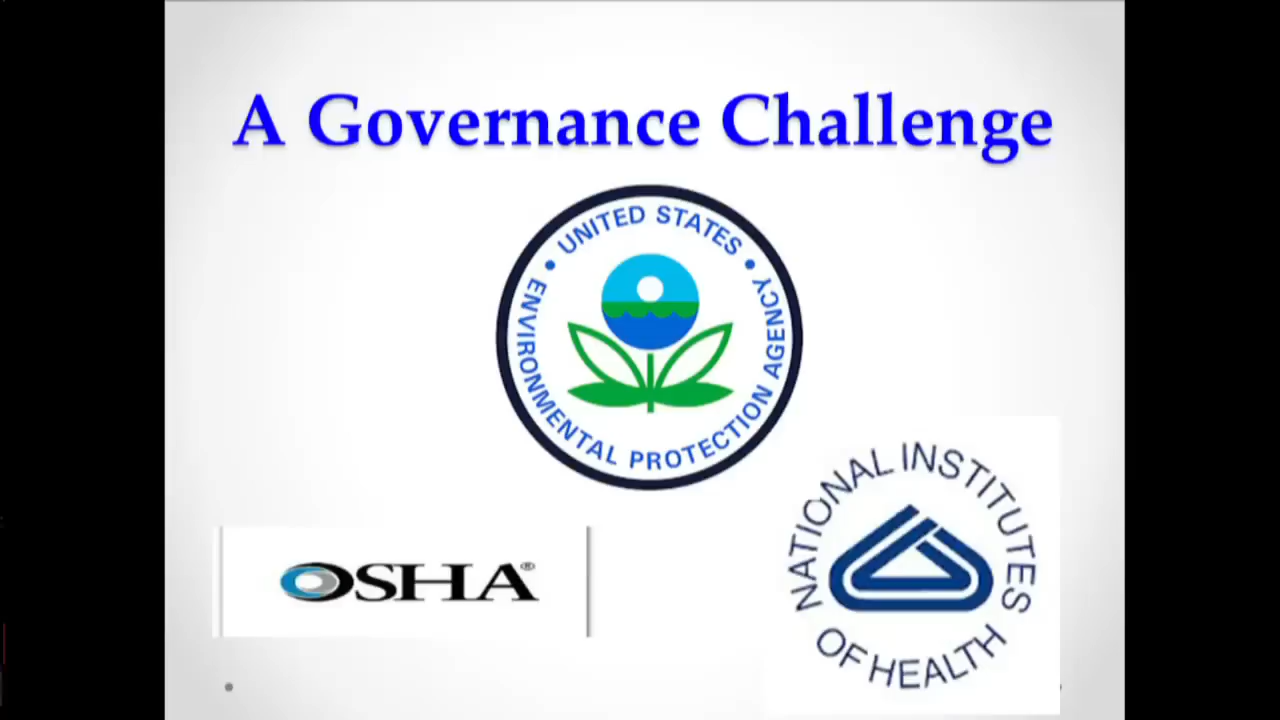 A Governance Challenge
UNITED STATES
ENVIRONMENTAL PROTECTION AGENCY
OSHA®
NATIONAL INSTITUTES
OF HEALTH